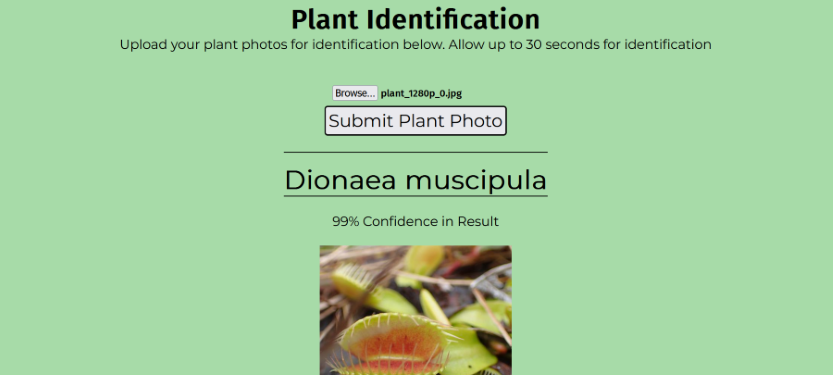 Plant Identification
Upload your plant photos for identification below. Allow up to 30 seconds for identification
Browse... plant_1280p_0.jpg
Submit Plant Photo
Dionaea muscipula
99% Confidence in Result